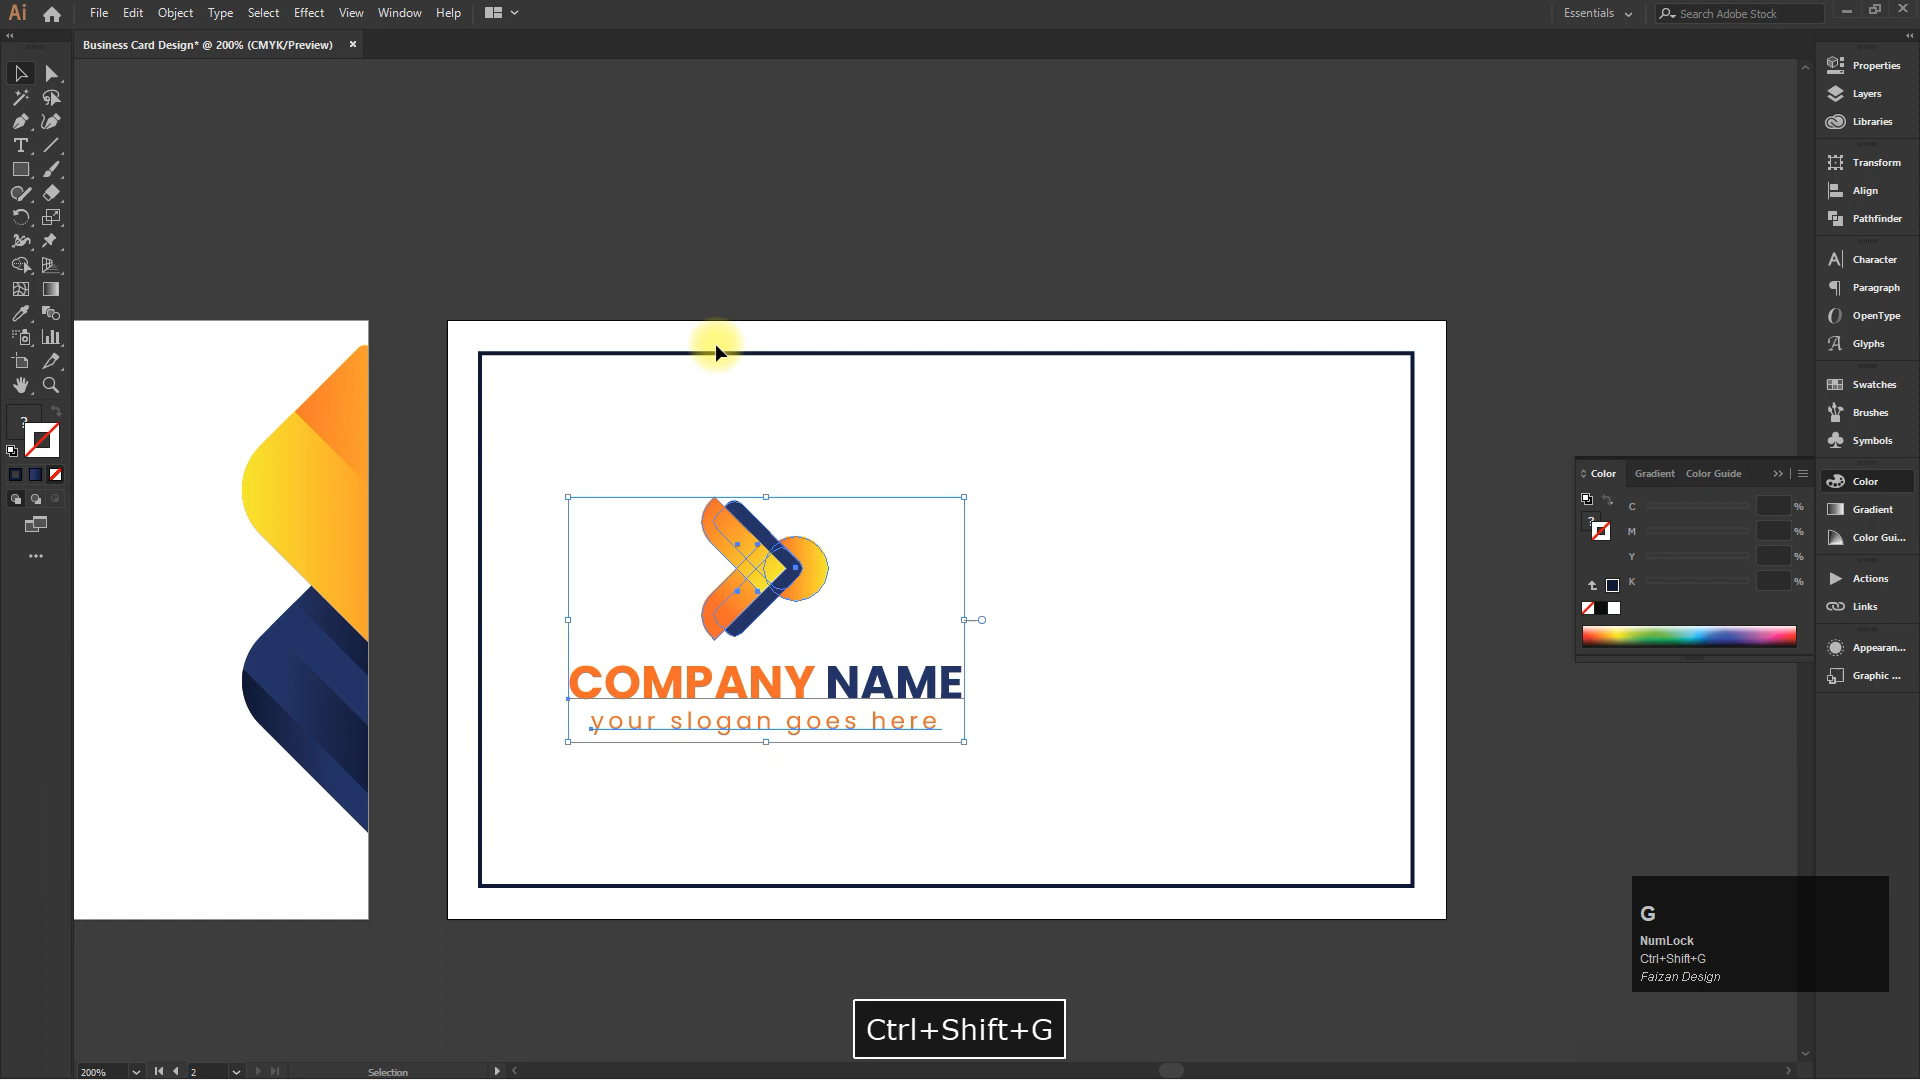 Ai File Edit Object Type Select Effect View Window Help
Essentials
Search Adobe Stock
Business Card Design* @ 200% (CMYK/Preview) ×
Properties
Layers
Libraries
Transform
Align
Pathfinder
Character
Paragraph
OpenType
Glyphs
Swatches
Brushes
Symbols
Color
Gradient
Color Gui...
Actions
Links
Appearan...
Graphic ...
?
Color Gradient Color Guide
?
C %
M %
Y %
K %
COMPANY NAME
your slogan goes here
G
NumLock
Ctrl+Shift+G
Faizan Design
Ctrl+Shift+G
200% 2 Selection